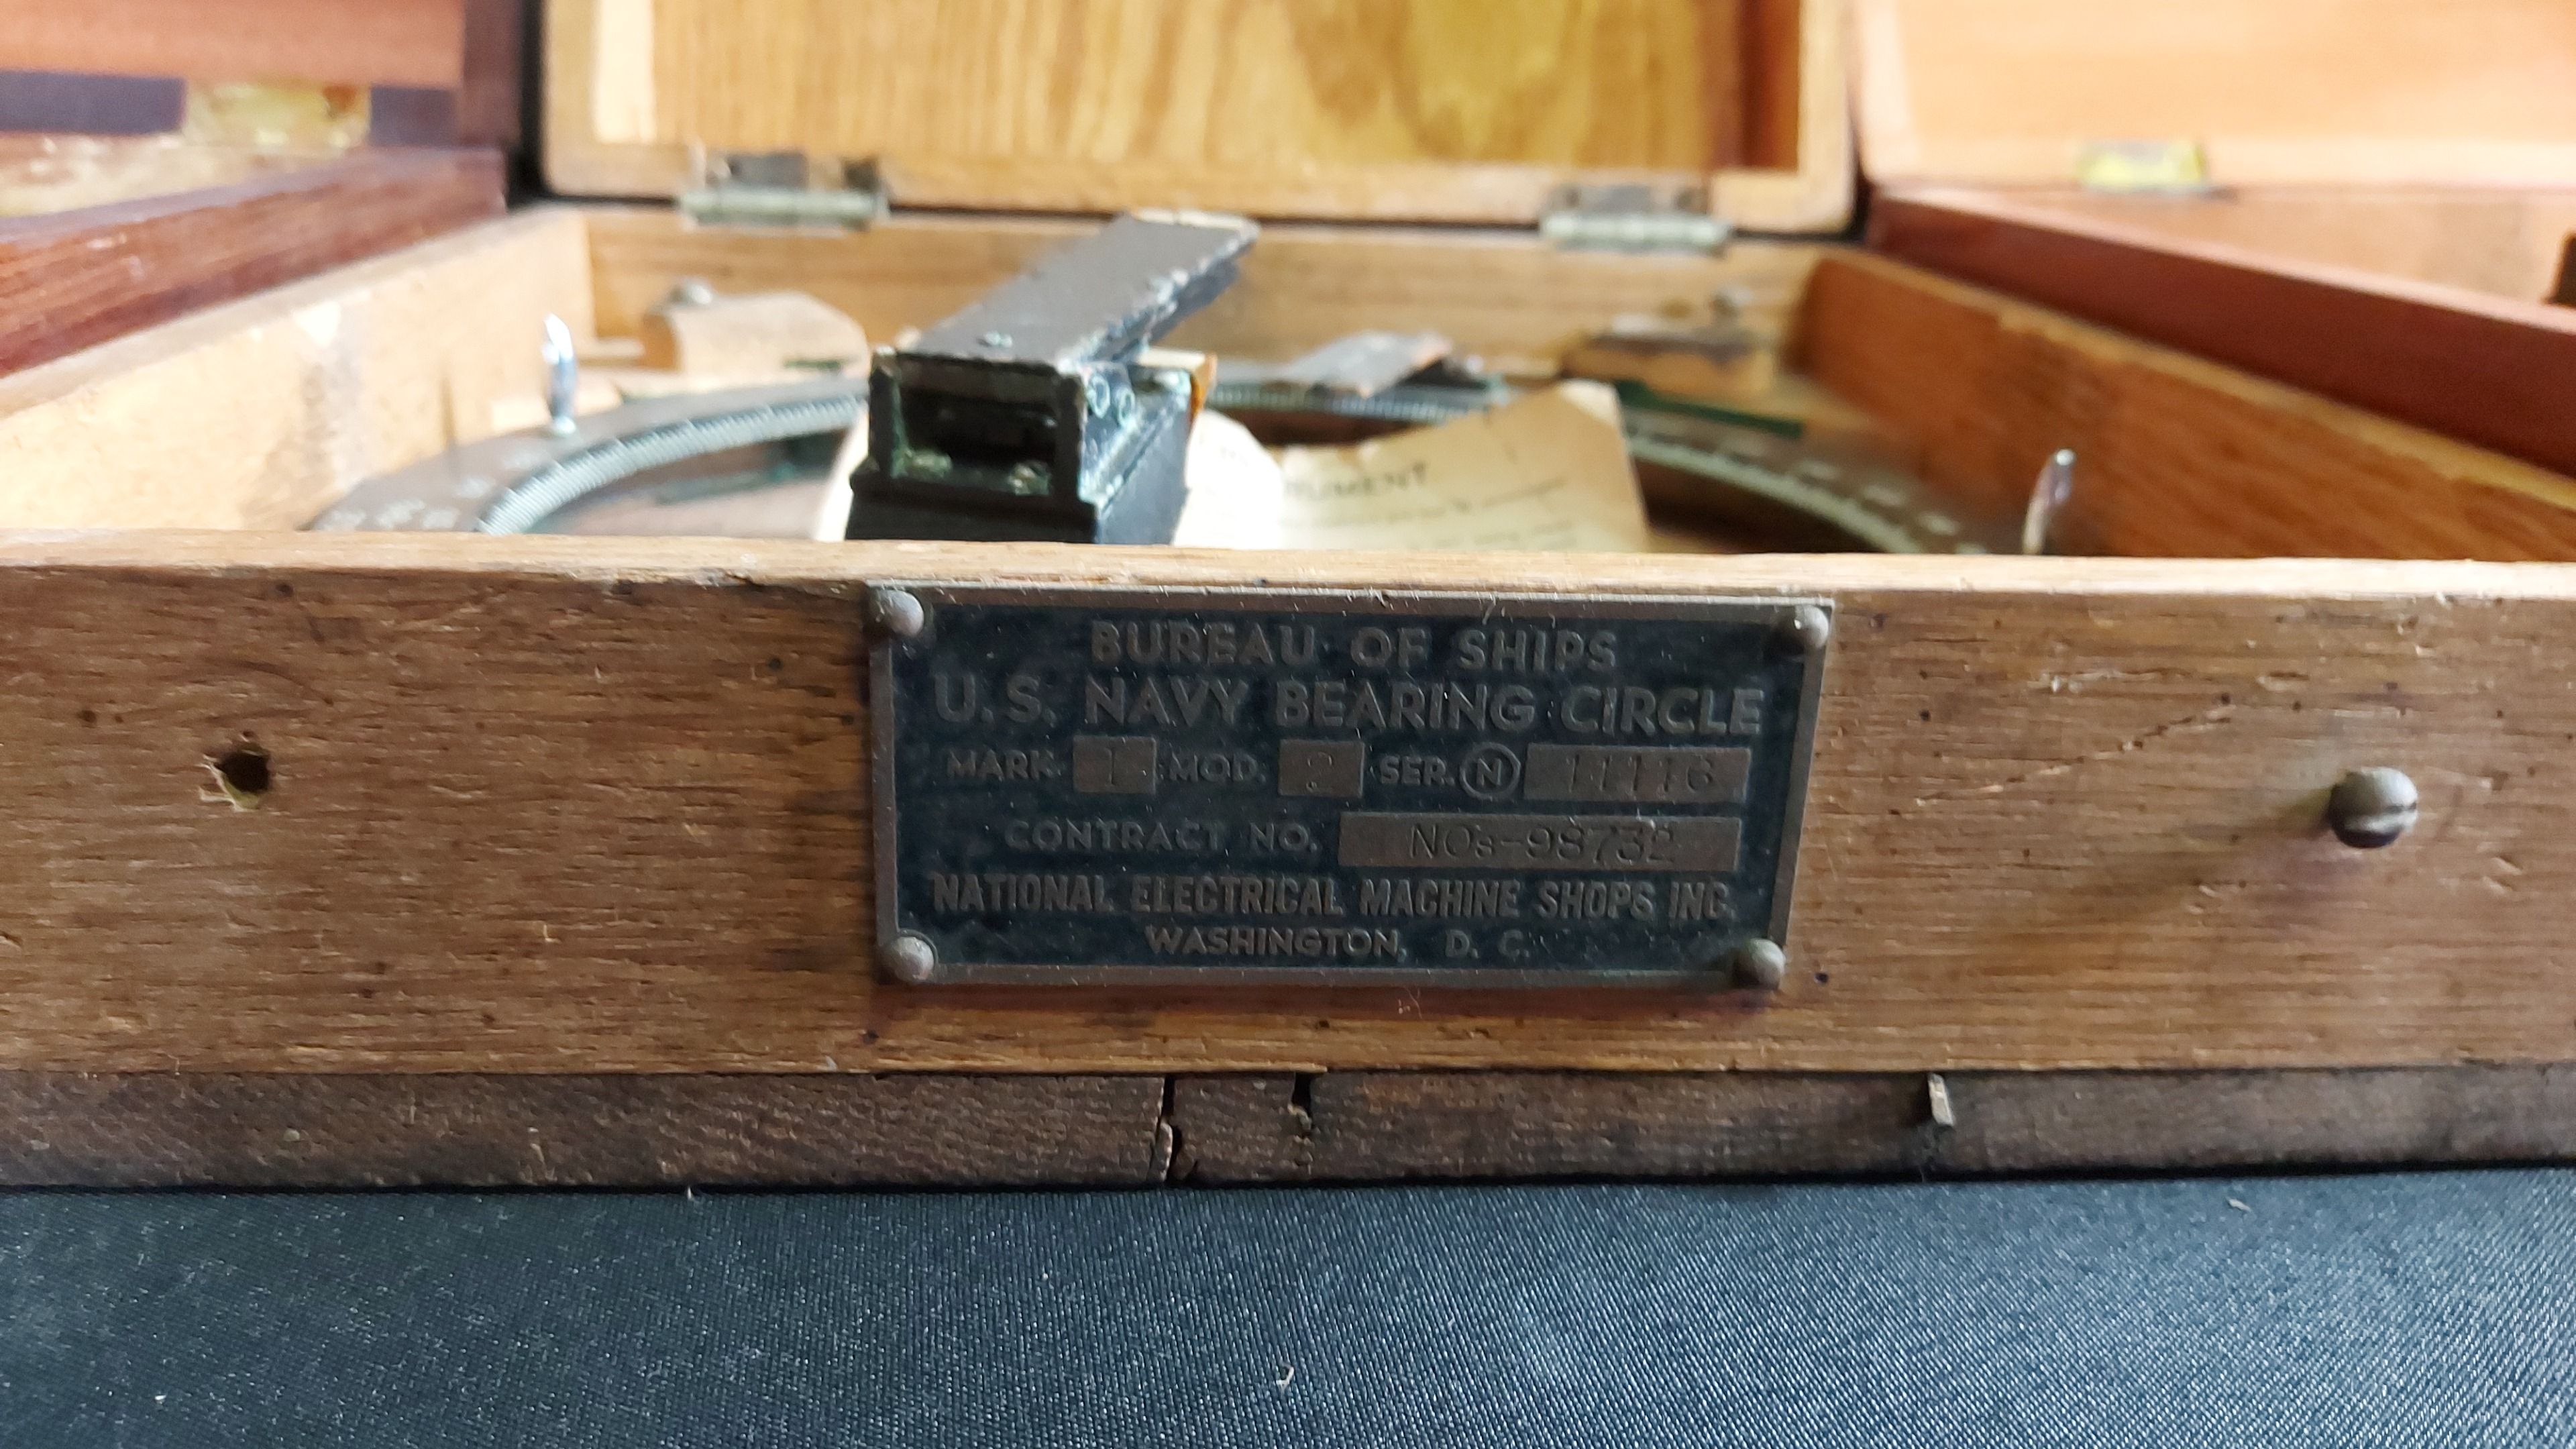 UMENT
BUREAU OF SHIPS
U.S. NAVY BEARING CIRCLE
MARK 1 MOD. 2 SER. N 11116
CONTRACT NO. NOs-98732
NATIONAL ELECTRICAL MACHINE SHOPS INC.
WASHINGTON, D. C.